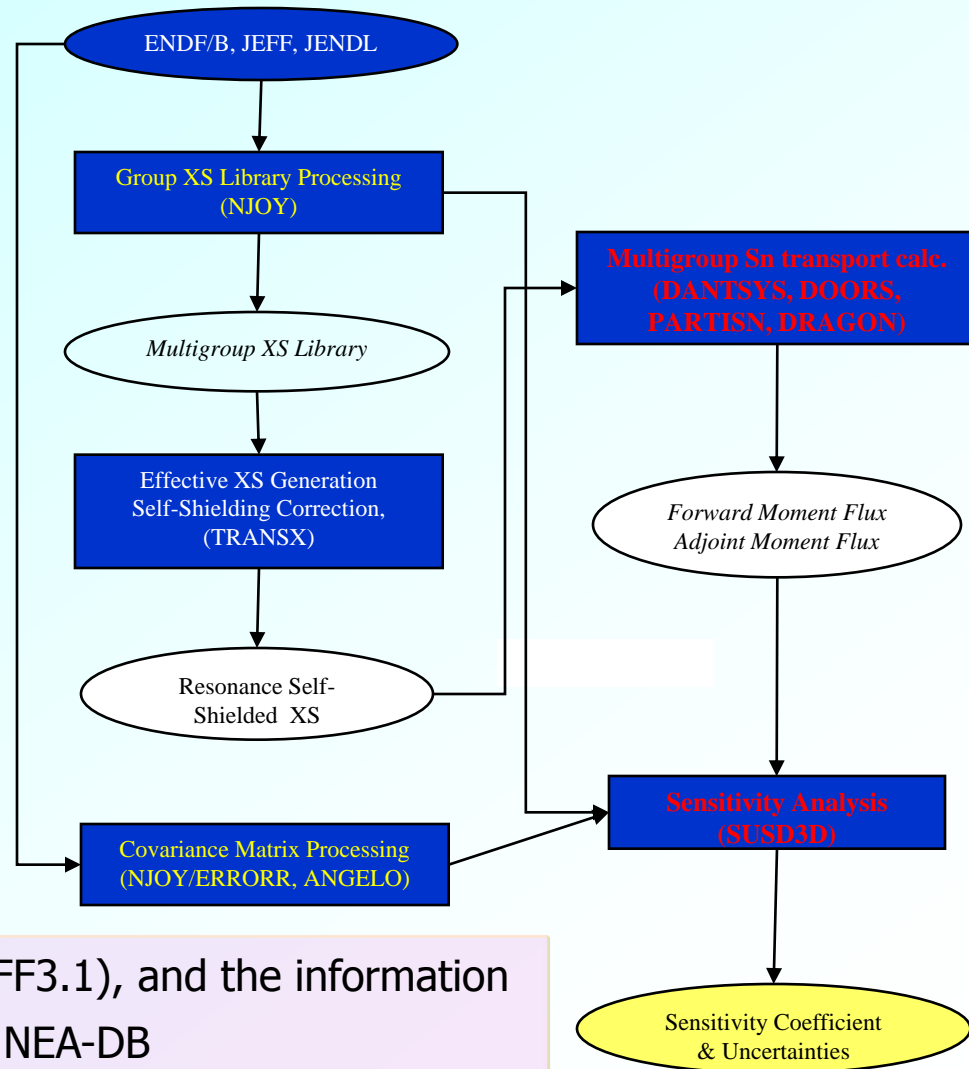 ENDF/B, JEFF, JENDL
Group XS Library Processing
(NJOY)
Multigroup XS Library
Effective XS Generation
Self-Shielding Correction,
(TRANSX)
Resonance Self-
Shielded XS
Covariance Matrix Processing
(NJOY/ERRORR, ANGELO)
Multigroup Sn transport calc.
(DANTSYS, DOORS,
PARTISN, DRAGON)
Forward Moment Flux
Adjoint Moment Flux
Sensitivity Analysis
(SUSD3D)
Sensitivity Coefficient
& Uncertainties
FF3.1), and the information
NEA-DB